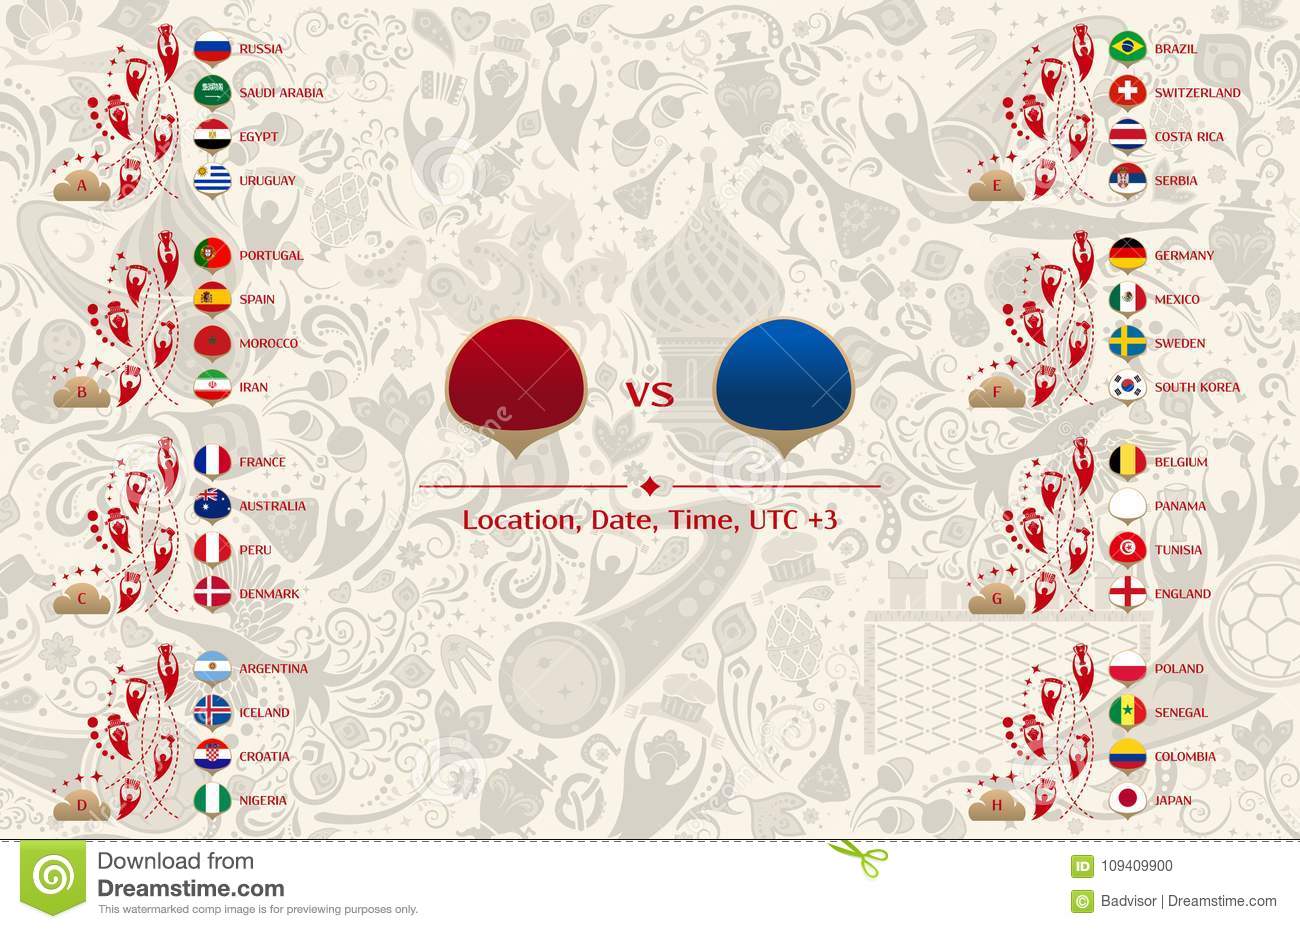 RUSSIA
SAUDI ARABIA
EGYPT
A
URUGUAY
PORTUGAL
SPAIN
MOROCCO
B
IRAN
FRANCE
AUSTRALIA
PERU
C
DENMARK
ARGENTINA
ICELAND
CROATIA
D
NIGERIA
VS
Location, Date, Time, UTC +3
BRAZIL
SWITZERLAND
COSTA RICA
E
SERBIA
GERMANY
MEXICO
SWEDEN
F
SOUTH KOREA
BELGIUM
PANAMA
TUNISIA
G
ENGLAND
POLAND
SENEGAL
COLOMBIA
H
JAPAN
dreamstime
Download from
Dreamstime.com
This watermarked comp image is for previewing purposes only.
ID 109409900
© Badvisor | Dreamstime.com